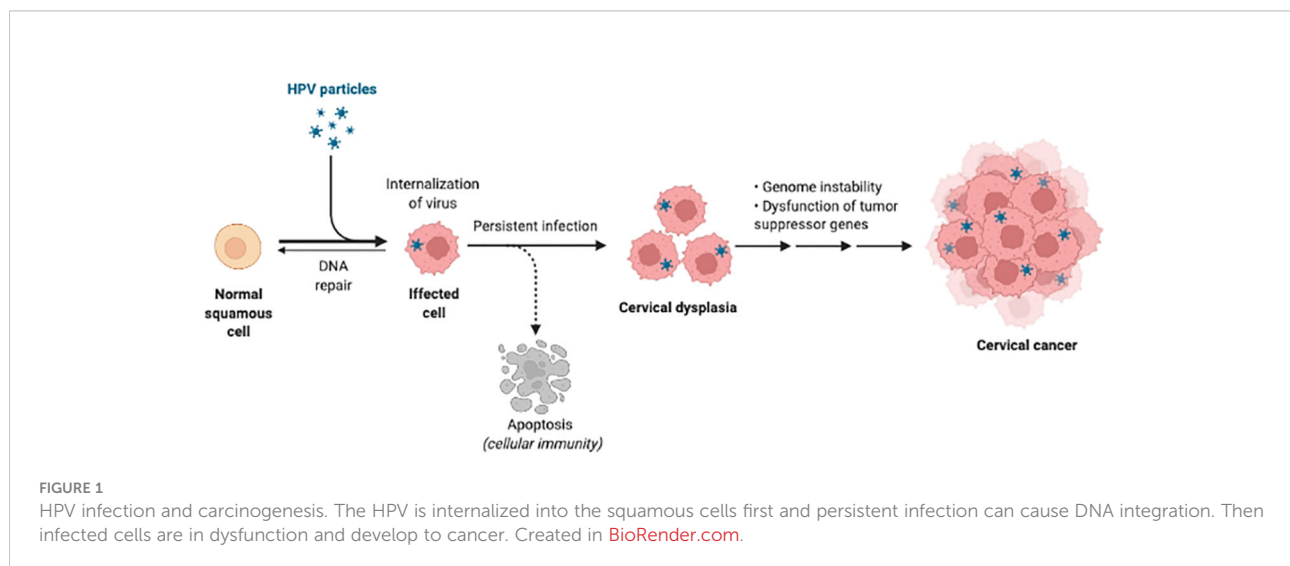 HPV particles
Internalization
of virus
Persistent infection
• Genome instability
• Dysfunction of tumor
suppressor genes
DNA
repair
Normal
squamous
cell
Iffected
cell
Cervical dysplasia
Cervical cancer
Apoptosis
(cellular immunity)
FIGURE 1
HPV infection and carcinogenesis. The HPV is internalized into the squamous cells first and persistent infection can cause DNA integration. Then
infected cells are in dysfunction and develop to cancer. Created in BioRender.com.